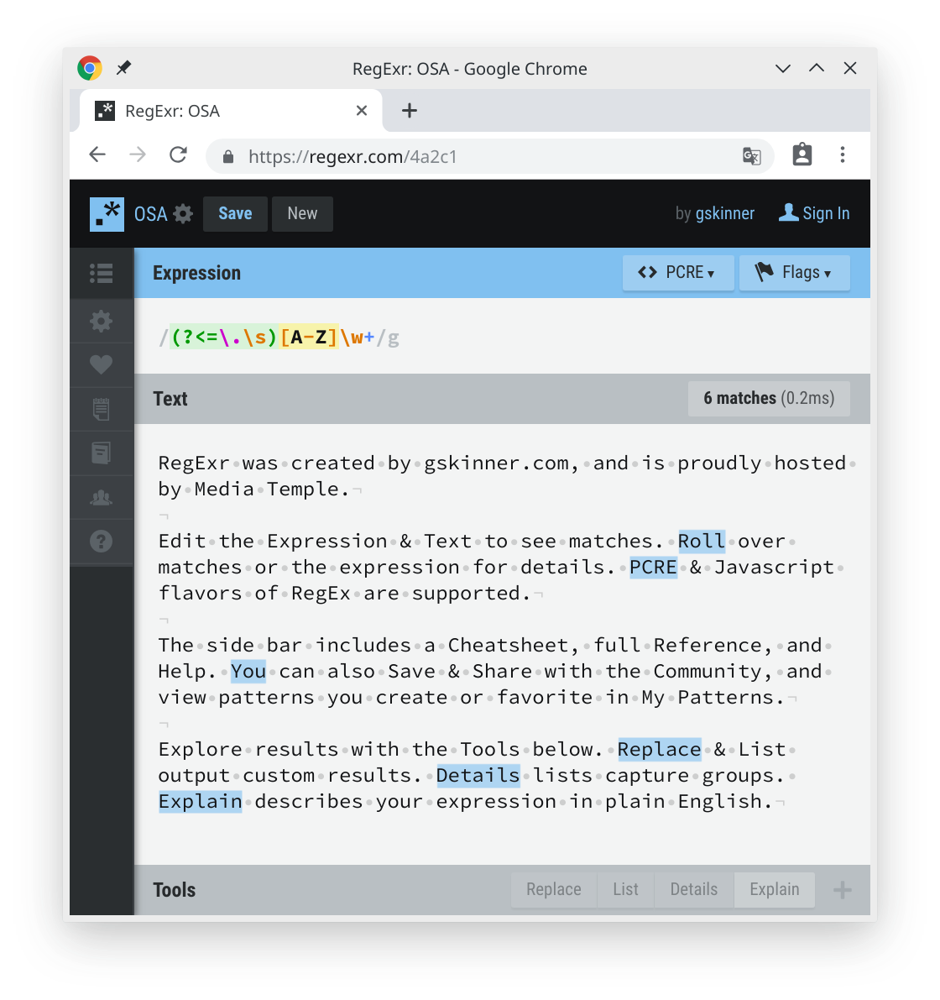 RegExr: OSA - Google Chrome
RegExr: OSA
https://regexr.com/4a2c1
.* OSA Save New by gskinner Sign In
Expression <> PCRE ▾ Flags ▾
/(?<=\.\s)[A-Z]\w+/g
Text 6 matches (0.2ms)
RegExr was created by gskinner.com, and is proudly hosted
by Media Temple.
Edit the Expression & Text to see matches. Roll over
matches or the expression for details. PCRE & Javascript
flavors of RegEx are supported.
The side bar includes a Cheatsheet, full Reference, and
Help. You can also Save & Share with the Community, and
view patterns you create or favorite in My Patterns.
Explore results with the Tools below. Replace & List
output custom results. Details lists capture groups.
Explain describes your expression in plain English.
Tools Replace List Details Explain +